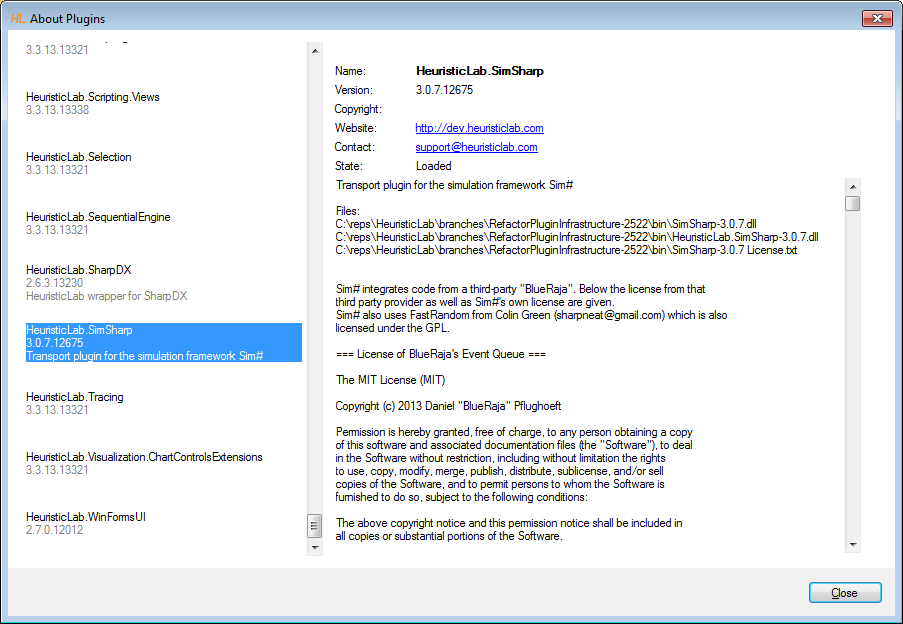 HL About Plugins
3.3.13.13321
HeuristicLab.Scripting.Views
3.3.13.13338
HeuristicLab.Selection
3.3.13.13321
HeuristicLab.SequentialEngine
3.3.13.13321
HeuristicLab.SharpDX
2.6.3.13230
HeuristicLab wrapper for SharpDX
HeuristicLab.SimSharp
3.0.7.12675
Transport plugin for the simulation framework Sim#
HeuristicLab.Tracing
3.3.13.13321
HeuristicLab.Visualization.ChartControlsExtensions
3.3.13.13321
HeuristicLab.WinFormsUI
2.7.0.12012
Name: HeuristicLab.SimSharp
Version: 3.0.7.12675
Copyright:
Website: http://dev.heuristiclab.com
Contact: support@heuristiclab.com
State: Loaded
Transport plugin for the simulation framework Sim#
Files:
C:\reps\HeuristicLab\branches\RefactorPluginInfrastructure-2522\bin\SimSharp-3.0.7.dll
C:\reps\HeuristicLab\branches\RefactorPluginInfrastructure-2522\bin\HeuristicLab.SimSharp-3.0.7.dll
C:\reps\HeuristicLab\branches\RefactorPluginInfrastructure-2522\bin\SimSharp-3.0.7 License.txt
Sim# integrates code from a third-party "BlueRaja". Below the license from that
third party provider as well as Sim#'s own license are given.
Sim# also uses FastRandom from Colin Green (sharpneat@gmail.com) which is also
licensed under the GPL.
=== License of BlueRaja's Event Queue ===
The MIT License (MIT)
Copyright (c) 2013 Daniel "BlueRaja" Pflughoeft
Permission is hereby granted, free of charge, to any person obtaining a copy
of this software and associated documentation files (the "Software"), to deal
in the Software without restriction, including without limitation the rights
to use, copy, modify, merge, publish, distribute, sublicense, and/or sell
copies of the Software, and to permit persons to whom the Software is
furnished to do so, subject to the following conditions:
The above copyright notice and this permission notice shall be included in
all copies or substantial portions of the Software.
Close